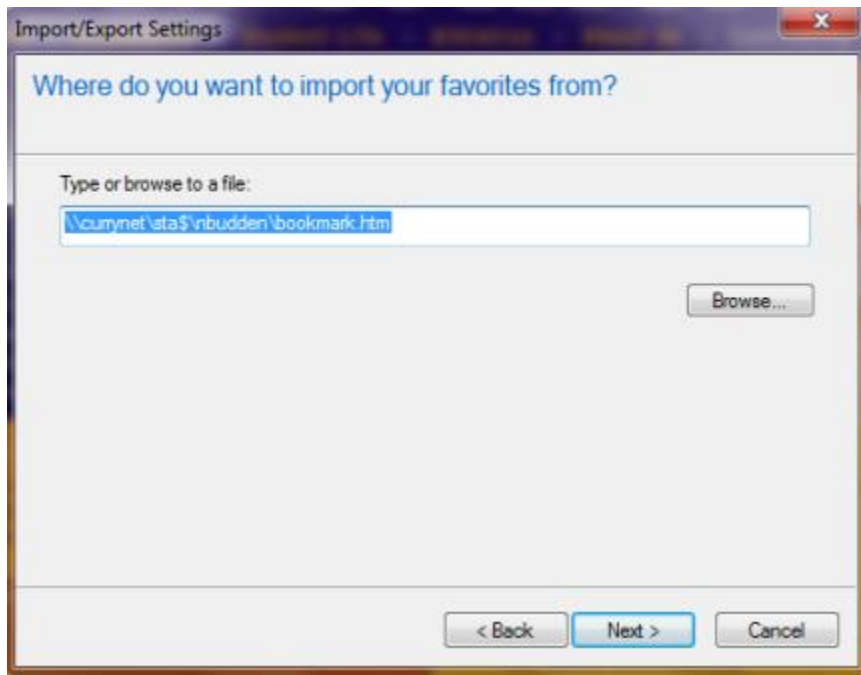 Import/Export Settings
Where do you want to import your favorites from?
Type or browse to a file:
\\currynet\sta$\nbudden\bookmark.htm
Browse...
< Back
Next >
Cancel